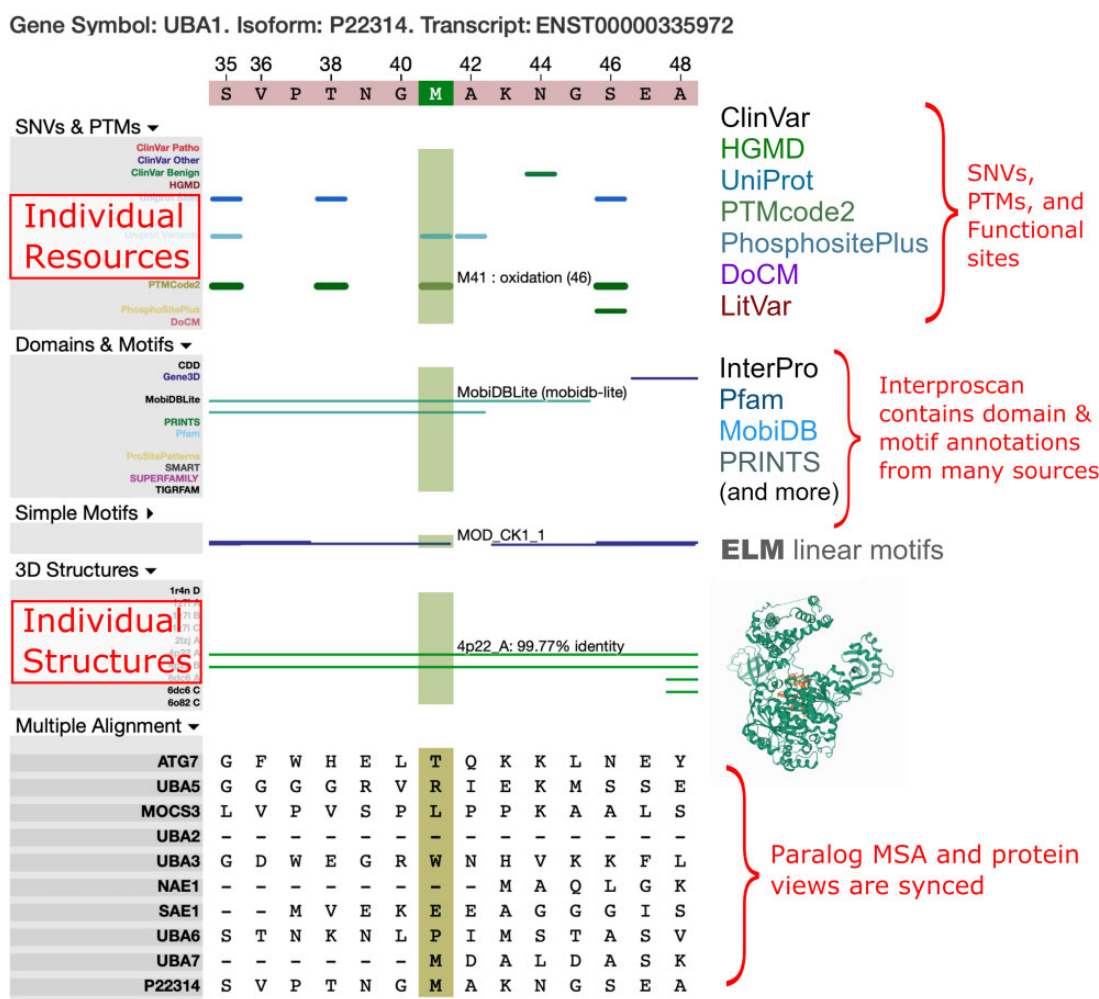 Gene Symbol: UBA1. Isoform: P22314. Transcript: ENST00000335972
35 36 38 40 42 44 46 48
S V P T N G M A K N G S E A
SNVs & PTMs
ClinVar Patho
ClinVar Other
ClinVar Benign
HGMD
Individual
Resources
M41 : oxidation (46)
PTMCode2
PhosphoSitePlus
DoCM
ClinVar
HGMD
UniProt
PTMcode2
PhosphositePlus
DoCM
LitVar
SNVs,
PTMs, and
Functional
sites
Domains & Motifs
CDD
Gene3D
MobiDBLite
MobiDBLite (mobidb-lite)
PRINTS
Pfam
ProSitePatterns
SMART
SUPERFAMILY
TIGRFAM
InterPro
Pfam
MobiDB
PRINTS
(and more)
Interproscan
contains domain &
motif annotations
from many sources
Simple Motifs
MOD_CK1_1
ELM linear motifs
3D Structures
1r4n D
Individual
Structures
4p22_A: 99.77% identity
6dc6 A
6dc6 C
6o82 C
Multiple Alignment
ATG7 G F W H E L T Q K K L N E Y
UBA5 G G G G R V R I E K M S S E
MOCS3 L V P V S P L P P K A A L S
UBA2 - - - - - - - - - - - - - -
UBA3 G D W E G R W N H V K K F L
NAE1 - - - - - - - - M A Q L G K
SAE1 - - M V E K E E A G G G I S
UBA6 S T N K N L P I M S T A S V
UBA7 - - - - - - M D A L D A S K
P22314 S V P T N G M A K N G S E A
Paralog MSA and protein
views are synced